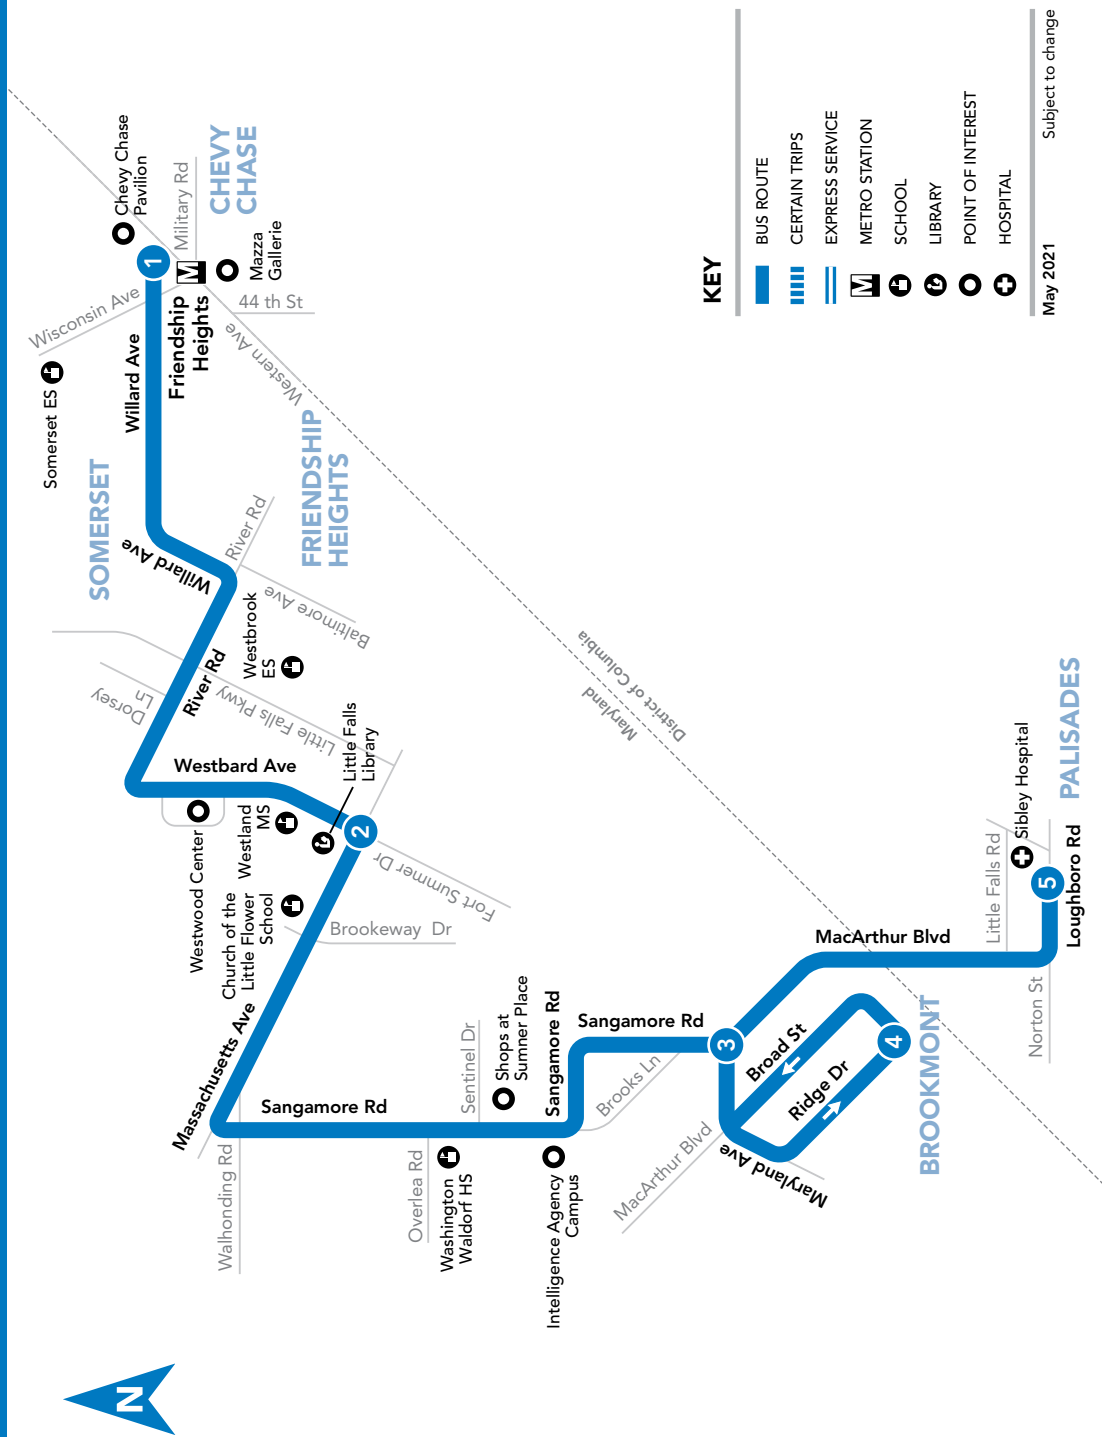 Chevy Chase
Pavilion
Military Rd
CHEVY
CHASE
Mazza
Gallerie
44 th St
1
M
Friendship
Heights
Wisconsin Ave
Western Ave
Willard Ave
Somerset ES
SOMERSET
FRIENDSHIP
HEIGHTS
Willard Ave
River Rd
Baltimore Ave
Westbrook
ES
River Rd
Dorsey
Ln
Little Falls Pkwy
Westbard Ave
Little Falls
Library
Westwood Center
Westland
MS
2
Fort Summer Dr
Church of the
Little Flower
School
Brookeway Dr
Massachusetts Ave
Sangamore Rd
Walhonding Rd
Sentinel Dr
Shops at
Sumner Place
Overlea Rd
Washington
Waldorf HS
Sangamore Rd
Intelligence Agency
Campus
Sangamore Rd
Brooks Ln
3
MacArthur Blvd
Broad St
Ridge Dr
4
Maryland Ave
BROOKMONT
MacArthur Blvd
Maryland
District of Columbia
Little Falls Rd
Sibley Hospital
PALISADES
5
Loughboro Rd
Norton St
N
KEY
BUS ROUTE
CERTAIN TRIPS
EXPRESS SERVICE
M METRO STATION
SCHOOL
LIBRARY
POINT OF INTEREST
HOSPITAL
May 2021
Subject to change